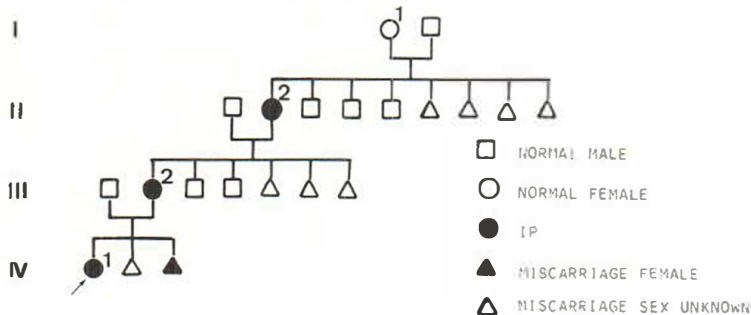 I
1
II
2
III
2
IV
1
NORMAL MALE
NORMAL FEMALE
IP
MISCARRIAGE FEMALE
MISCARRIAGE SEX UNKNOWN